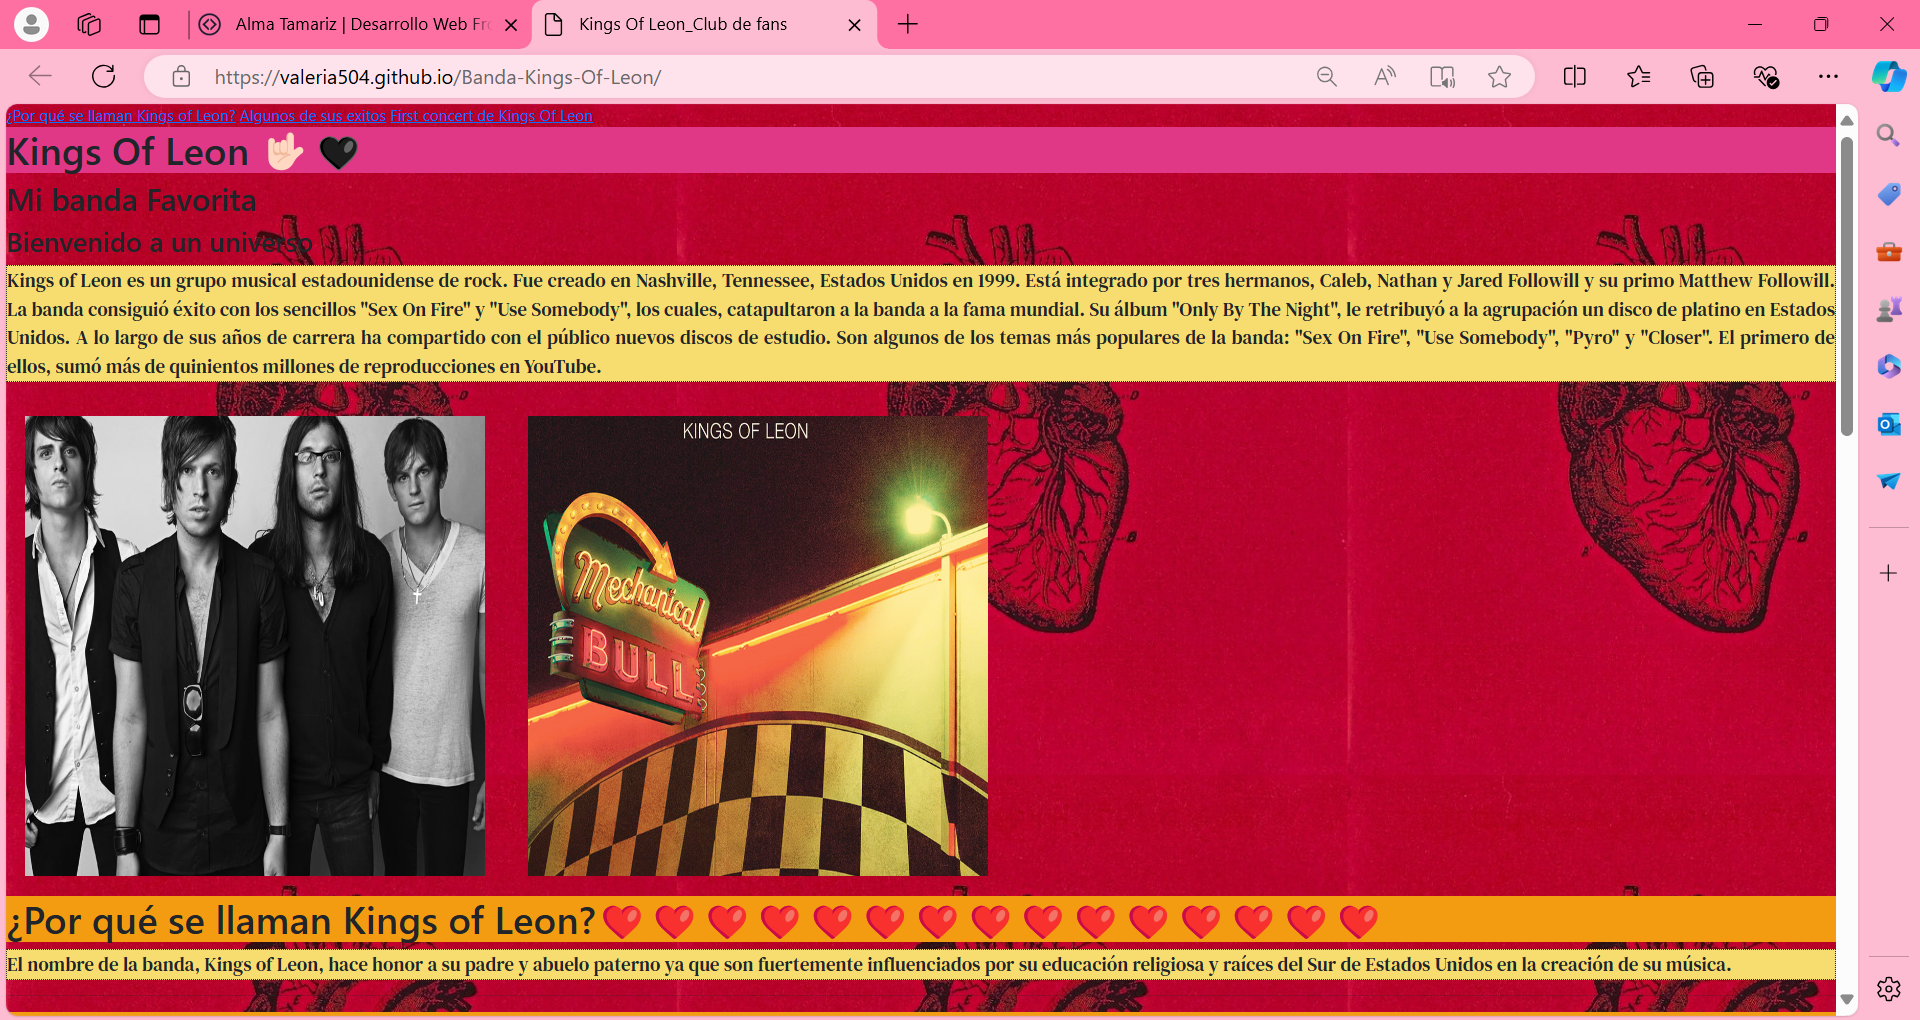 Alma Tamariz | Desarrollo Web Fro
Kings Of Leon_Club de fans
https://valeria504.github.io/Banda-Kings-Of-Leon/
¿Por qué se llaman Kings of Leon? Algunos de sus exitos First concert de Kings Of Leon
Kings Of Leon 🤟🏻 🖤
Mi banda Favorita
Bienvenido a un universo
Kings of Leon es un grupo musical estadounidense de rock. Fue creado en Nashville, Tennessee, Estados Unidos en 1999. Está integrado por tres hermanos, Caleb, Nathan y Jared Followill y su primo Matthew Followill.
La banda consiguió éxito con los sencillos "Sex On Fire" y "Use Somebody", los cuales, catapultaron a la banda a la fama mundial. Su álbum "Only By The Night", le retribuyó a la agrupación un disco de platino en Estados
Unidos. A lo largo de sus años de carrera ha compartido con el público nuevos discos de estudio. Son algunos de los temas más populares de la banda: "Sex On Fire", "Use Somebody", "Pyro" y "Closer". El primero de
ellos, sumó más de quinientos millones de reproducciones en YouTube.
KINGS OF LEON
Mechanical
BULL
¿Por qué se llaman Kings of Leon?❤️ ❤️ ❤️ ❤️ ❤️ ❤️ ❤️ ❤️ ❤️ ❤️ ❤️ ❤️ ❤️ ❤️ ❤️
El nombre de la banda, Kings of Leon, hace honor a su padre y abuelo paterno ya que son fuertemente influenciados por su educación religiosa y raíces del Sur de Estados Unidos en la creación de su música.